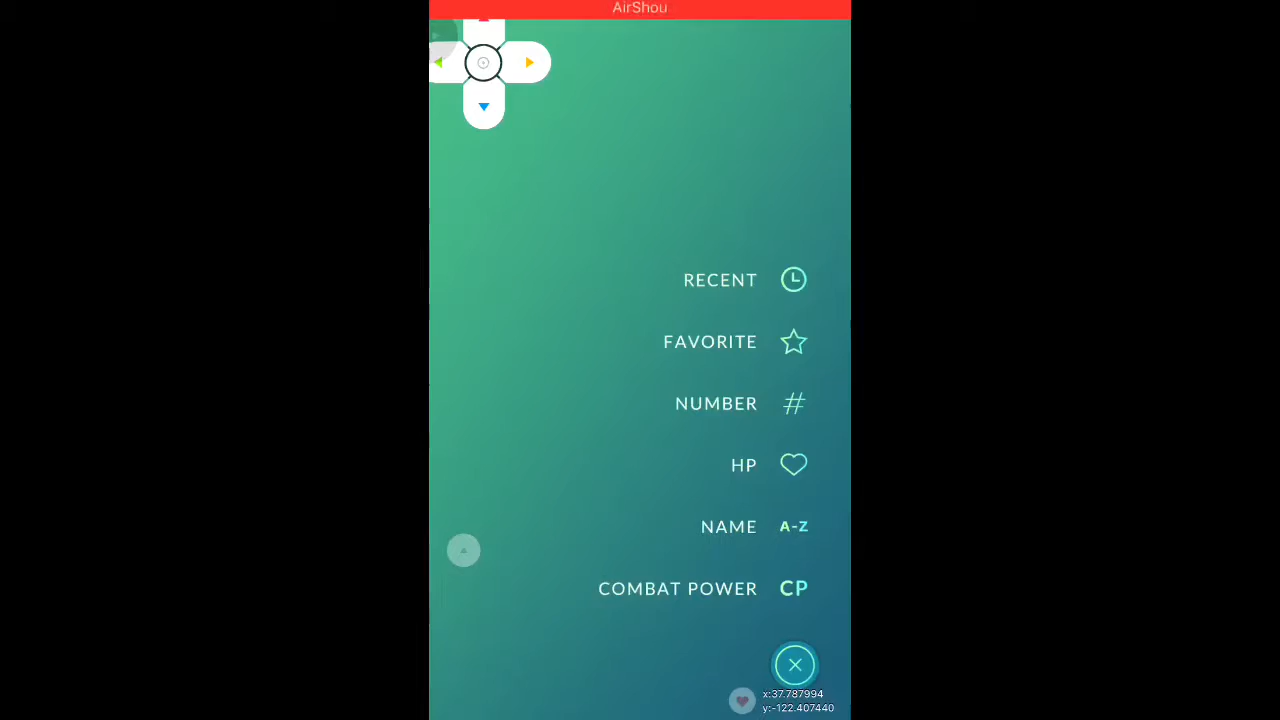 AirShou
RECENT
FAVORITE
NUMBER
#
HP
NAME A-Z
COMBAT POWER CP
x:37.787994
y:-122.407440